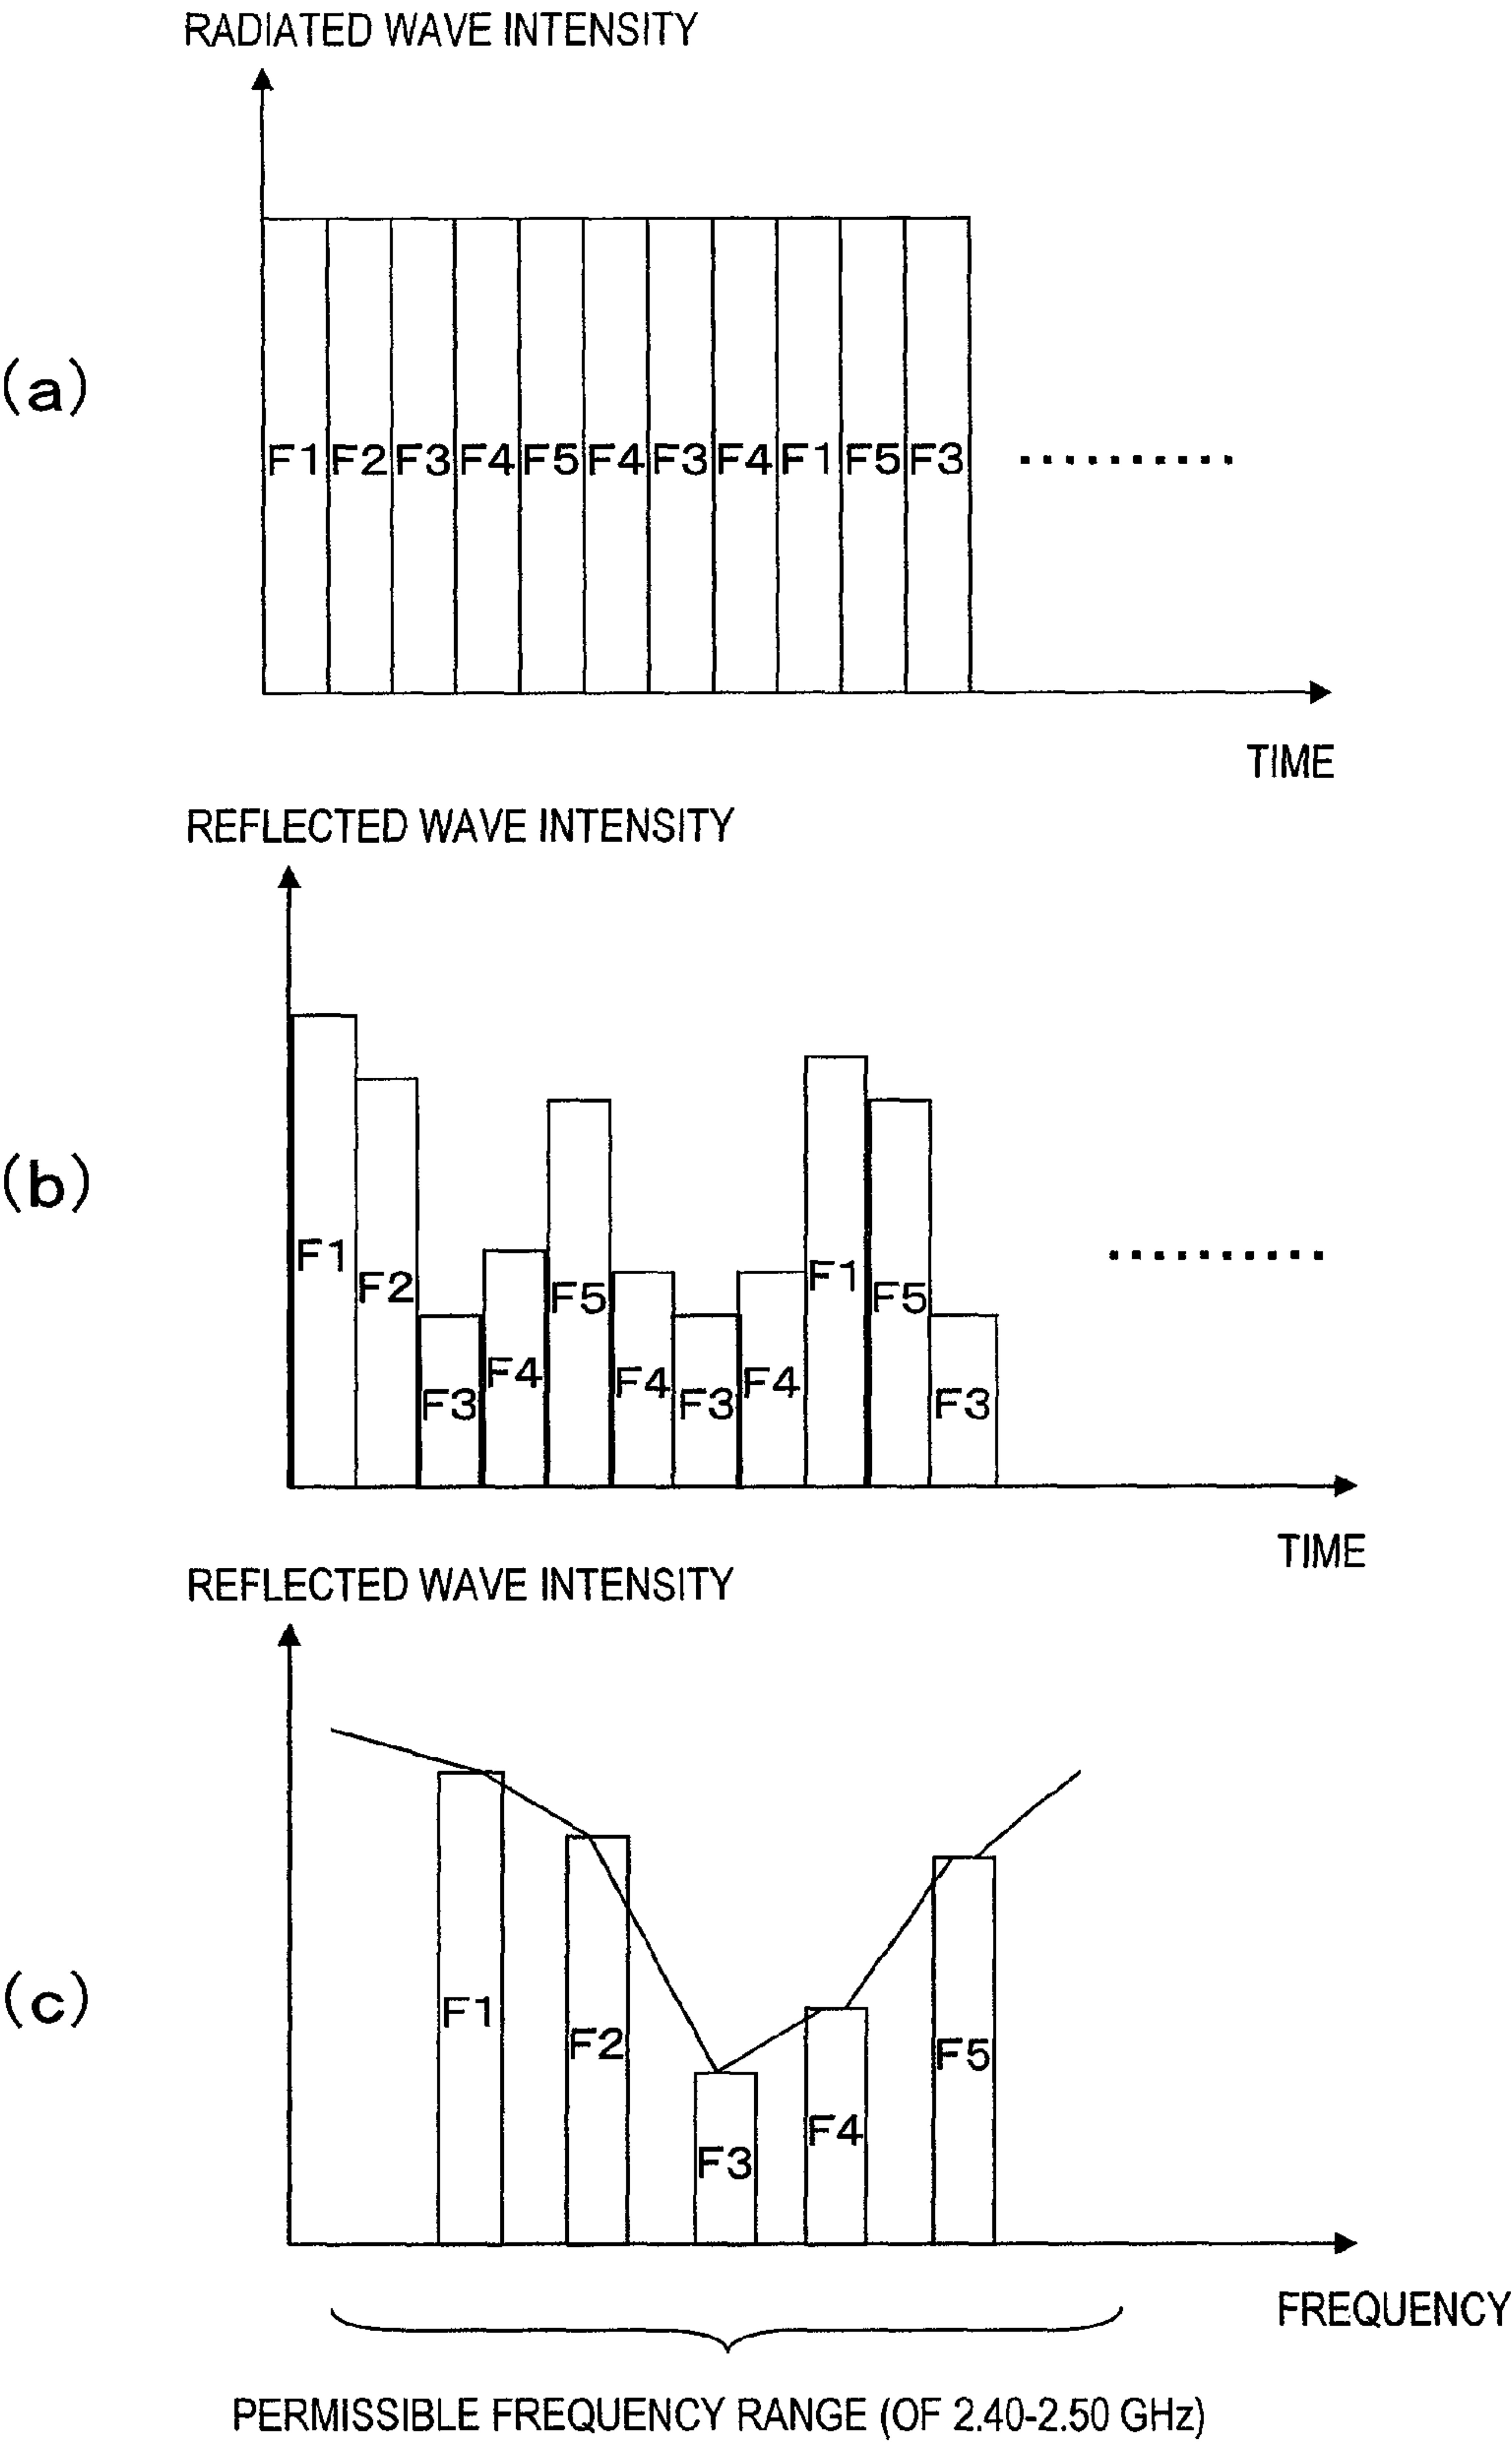 RADIATED WAVE INTENSITY
(a)
F1 F2 F3 F4 F5 F4 F3 F4 F1 F5 F3 ..........
TIME
REFLECTED WAVE INTENSITY
(b)
F1 F2 F3 F4 F5 F4 F3 F4 F1 F5 F3 ..........
TIME
REFLECTED WAVE INTENSITY
(c)
F1 F2 F3 F4 F5
FREQUENCY
PERMISSIBLE FREQUENCY RANGE (OF 2.40-2.50 GHz)